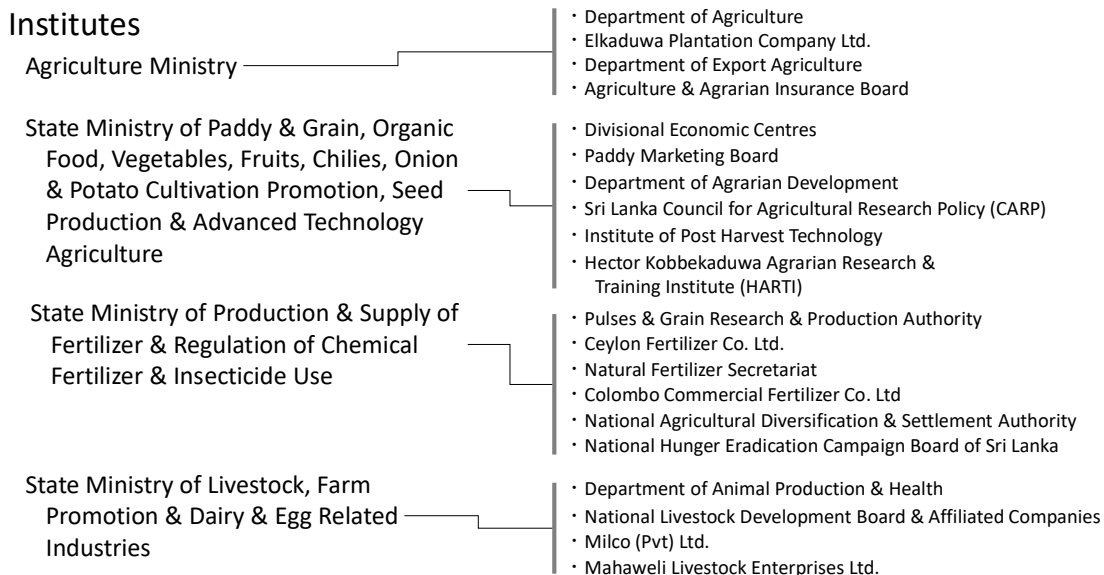 Institutes
Agriculture Ministry
・Department of Agriculture
・Elkaduwa Plantation Company Ltd.
・Department of Export Agriculture
・Agriculture & Agrarian Insurance Board
State Ministry of Paddy & Grain, Organic
Food, Vegetables, Fruits, Chilies, Onion
& Potato Cultivation Promotion, Seed
Production & Advanced Technology
Agriculture
・Divisional Economic Centres
・Paddy Marketing Board
・Department of Agrarian Development
・Sri Lanka Council for Agricultural Research Policy (CARP)
・Institute of Post Harvest Technology
・Hector Kobbekaduwa Agrarian Research &
Training Institute (HARTI)
State Ministry of Production & Supply of
Fertilizer & Regulation of Chemical
Fertilizer & Insecticide Use
・Pulses & Grain Research & Production Authority
・Ceylon Fertilizer Co. Ltd.
・Natural Fertilizer Secretariat
・Colombo Commercial Fertilizer Co. Ltd
・National Agricultural Diversification & Settlement Authority
・National Hunger Eradication Campaign Board of Sri Lanka
State Ministry of Livestock, Farm
Promotion & Dairy & Egg Related
Industries
・Department of Animal Production & Health
・National Livestock Development Board & Affiliated Companies
・Milco (Pvt) Ltd.
・Mahaweli Livestock Enterprises Ltd.